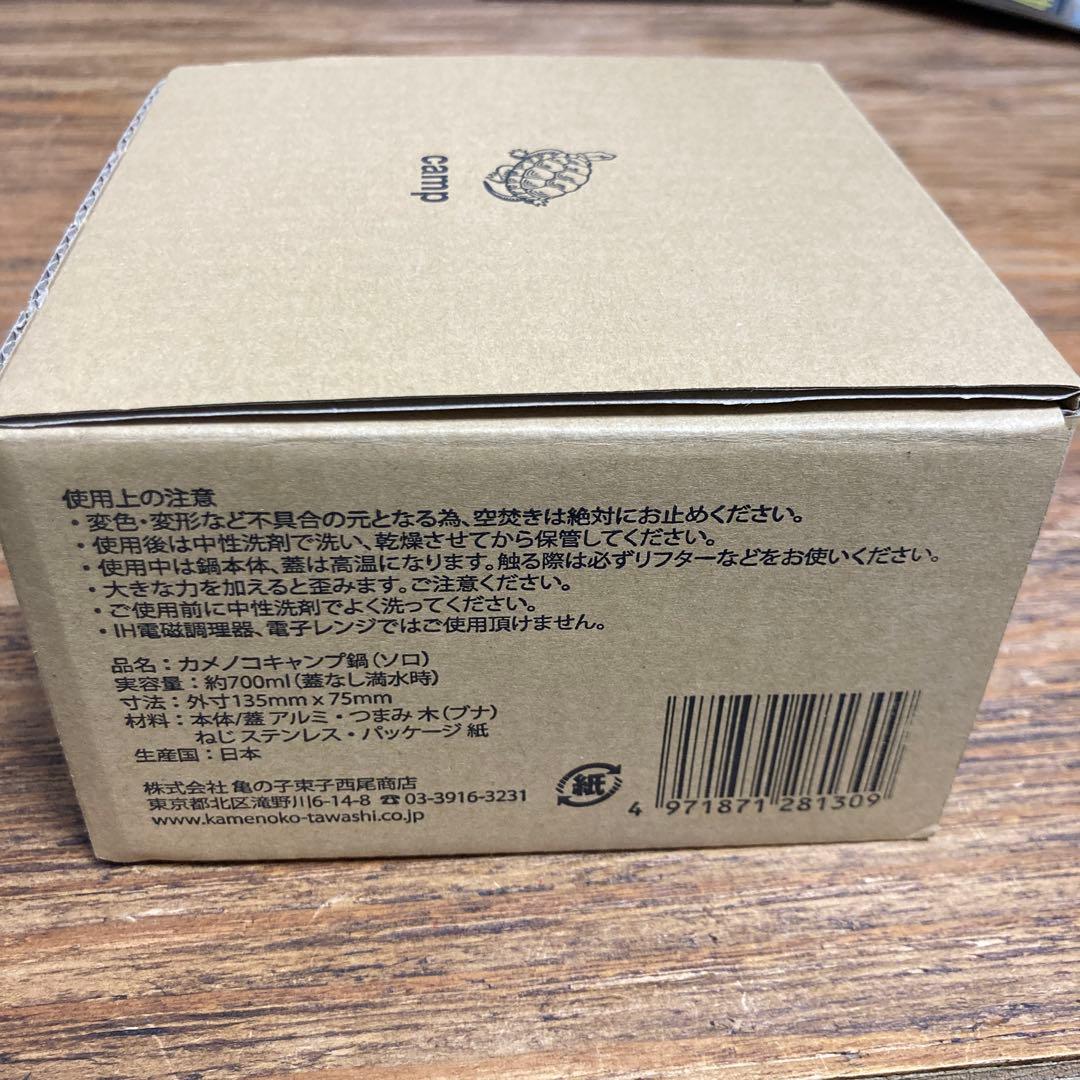 camp
使用上の注意
・変色・変形など不具合の元となる為、空焚きは絶対にお止めください。
・使用後は中性洗剤で洗い、乾燥させてから保管してください。
・使用中は鍋本体、蓋は高温になります。触る際は必ずリフターなどをお使いください。
・大きな力を加えると歪みます。ご注意ください。
・ご使用前に中性洗剤でよく洗ってください。
・IH電磁調理器、電子レンジではご使用頂けません。
品名：カメノコキャンプ鍋（ソロ）
実容量：約700ml（蓋なし満水時）
寸法：外寸135mm x 75mm
材料：本体/蓋 アルミ・つまみ 木（ブナ）
ねじ ステンレス・パッケージ 紙
生産国：日本
株式会社 亀の子束子西尾商店
東京都北区滝野川6-14-8 ☎03-3916-3231
www.kamenoko-tawashi.co.jp
紙
4 971871 281309